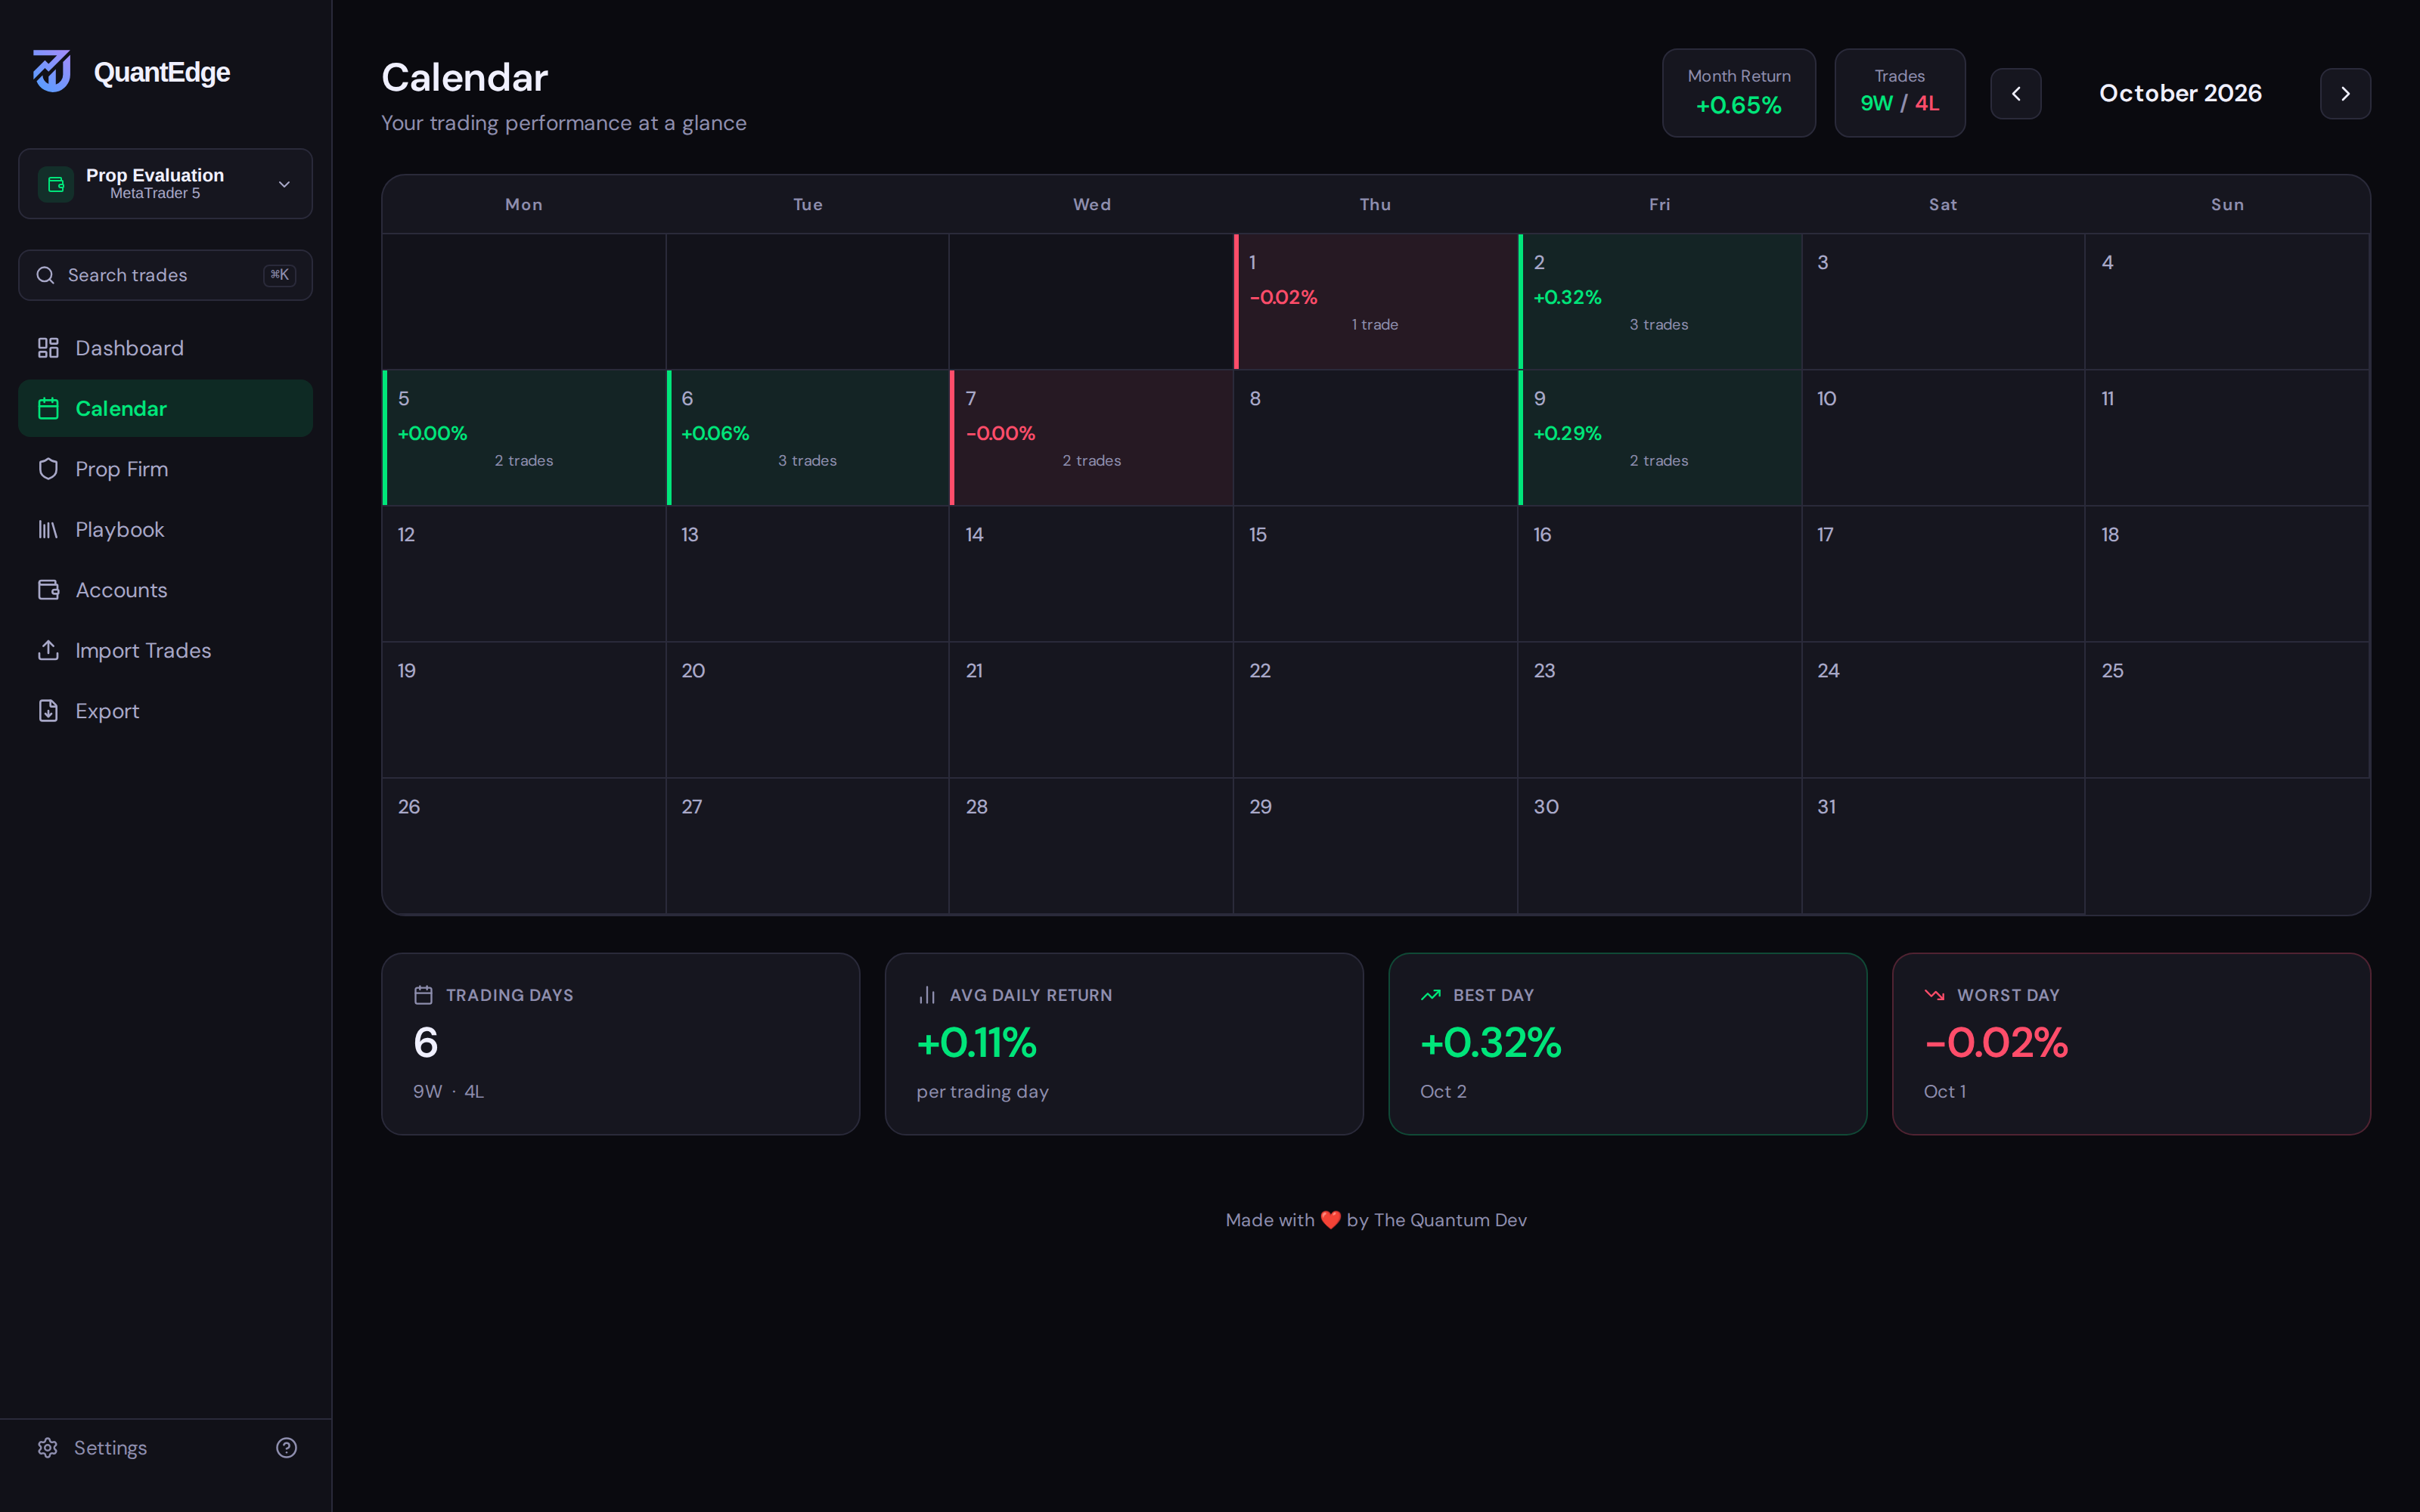 QuantEdge
Prop Evaluation
MetaTrader 5
Search trades ⌘K
Dashboard
Calendar
Prop Firm
Playbook
Accounts
Import Trades
Export
Settings
Calendar
Your trading performance at a glance
Month Return
+0.65%
Trades
9W / 4L
October 2026
Mon Tue Wed Thu Fri Sat Sun
1 2 3 4
-0.02% +0.32%
1 trade 3 trades
5 6 7 8 9 10 11
+0.00% +0.06% -0.00% +0.29%
2 trades 3 trades 2 trades 2 trades
12 13 14 15 16 17 18
19 20 21 22 23 24 25
26 27 28 29 30 31
TRADING DAYS
6
9W · 4L
AVG DAILY RETURN
+0.11%
per trading day
BEST DAY
+0.32%
Oct 2
WORST DAY
-0.02%
Oct 1
Made with ❤️ by The Quantum Dev